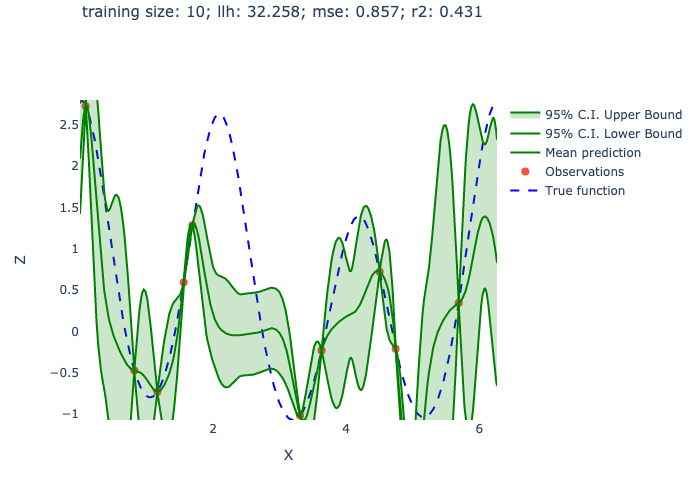 training size: 10; llh: 32.258; mse: 0.857; r2: 0.431
2.5
2
1.5
1
0.5
0
−0.5
−1
Z
2
4
6
X
95% C.I. Upper Bound
95% C.I. Lower Bound
Mean prediction
Observations
True function